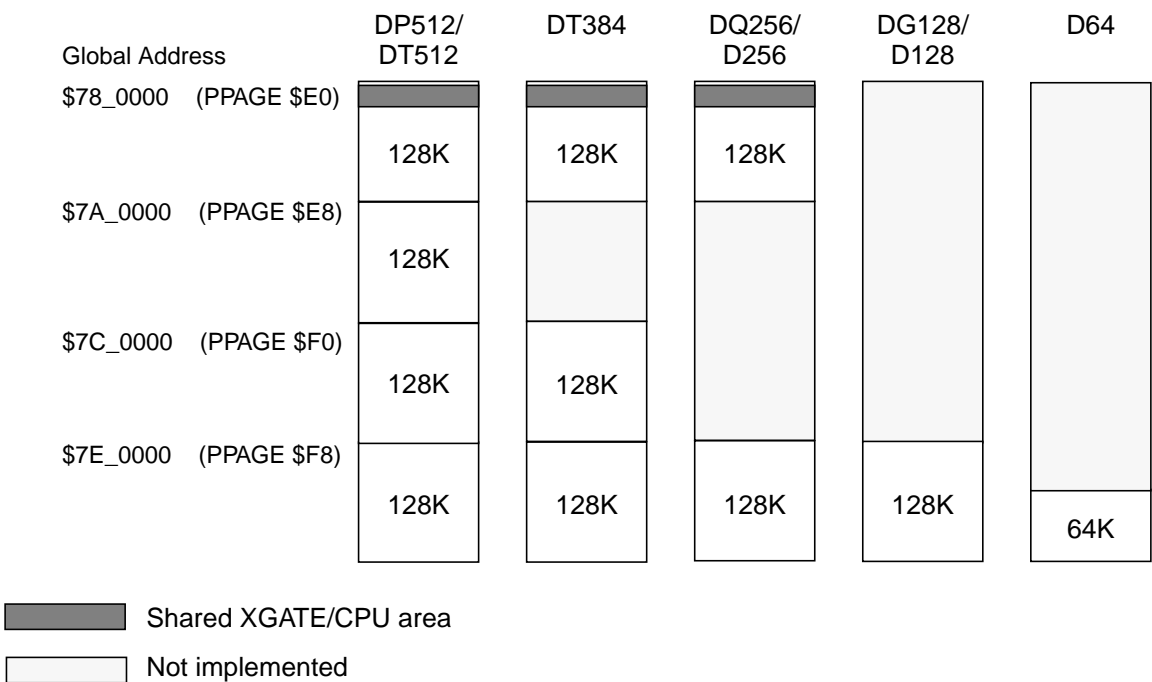 DP512/
DT512
DT384
DQ256/
D256
DG128/
D128
D64
Global Address
$78_0000 (PPAGE $E0)
128K 128K 128K
$7A_0000 (PPAGE $E8)
128K
$7C_0000 (PPAGE $F0)
128K 128K
$7E_0000 (PPAGE $F8)
128K 128K 128K 128K
64K
Shared XGATE/CPU area
Not implemented